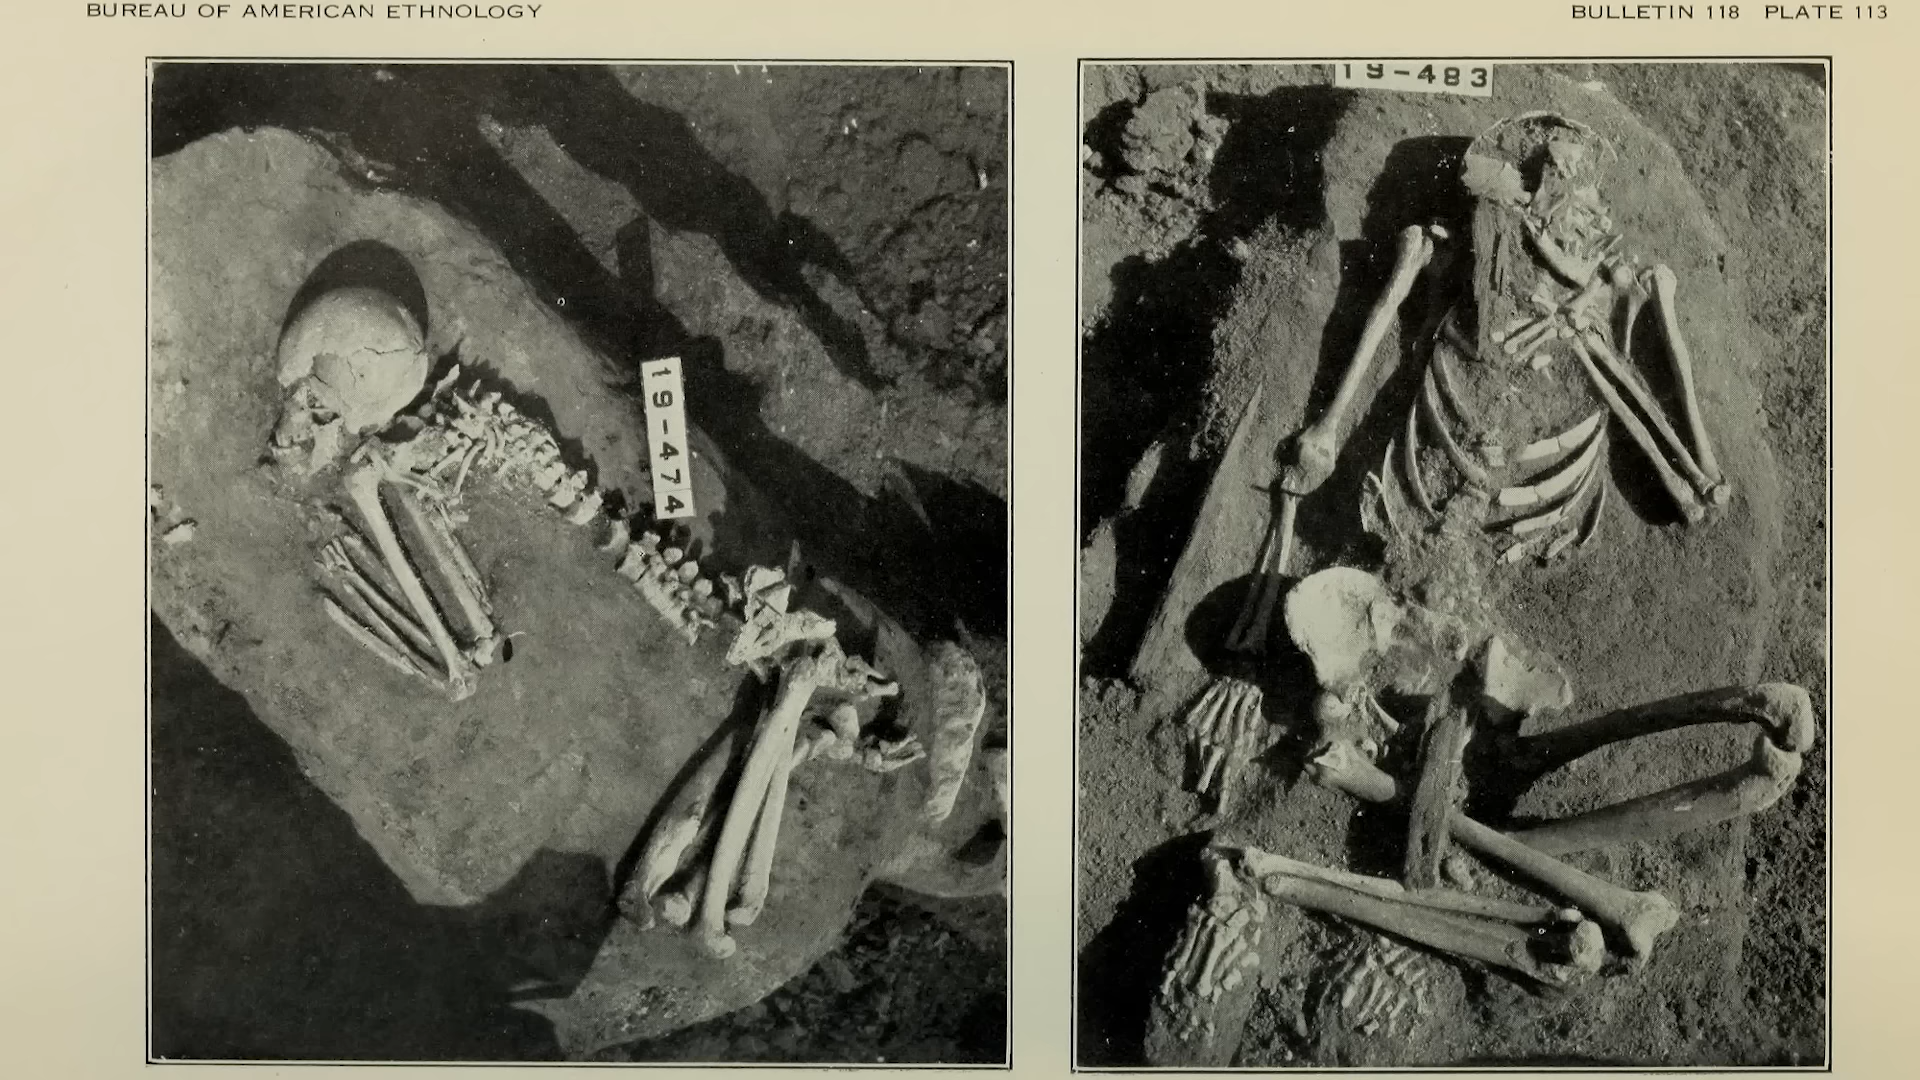 BUREAU OF AMERICAN ETHNOLOGY
BULLETIN 118 PLATE 113
19-474
19-483